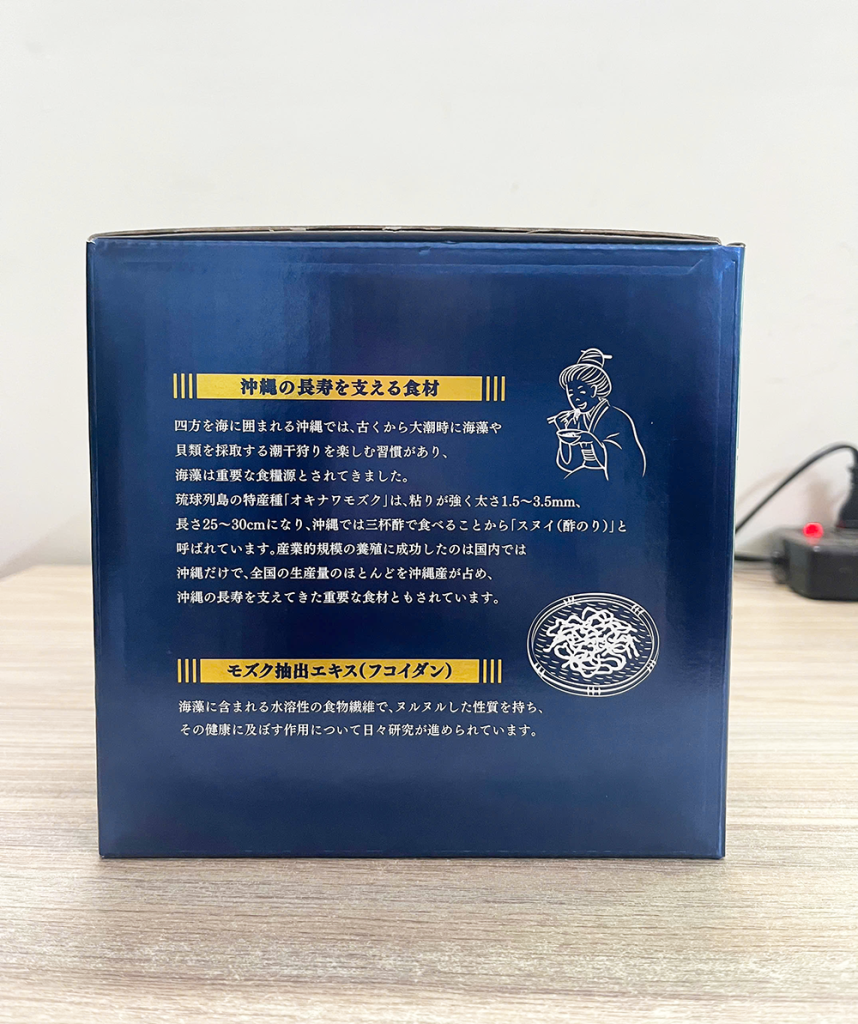 沖縄の長寿を支える食材
四方を海に囲まれる沖縄では、古くから大潮時に海藻や
貝類を採取する潮干狩りを楽しむ習慣があり、
海藻は重要な食糧源とされてきました。
琉球列島の特産種「オキナワモズク」は、粘りが強く太さ1.5〜3.5mm、
長さ25〜30cmになり、沖縄では三杯酢で食べることから「スヌイ（酢のり）」と
呼ばれています。産業的規模の養殖に成功したのは国内では
沖縄だけで、全国の生産量のほとんどを沖縄産が占め、
沖縄の長寿を支えてきた重要な食材ともされています。
モズク抽出エキス（フコイダン）
海藻に含まれる水溶性の食物繊維で、ヌルヌルした性質を持ち、
その健康に及ぼす作用について日々研究が進められています。